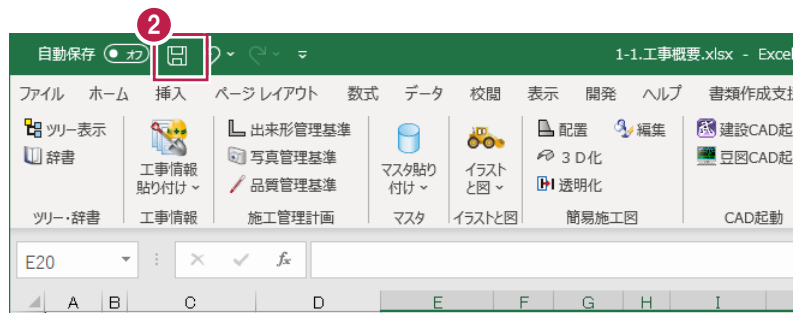 2
自動保存 オフ 1-1.工事概要.xlsx - Excel
ファイル ホーム 挿入 ページ レイアウト 数式 データ 校閲 表示 開発 ヘルプ 書類作成支
ツリー表示 出来形管理基準 配置 編集 建設CAD起
辞書 写真管理基準 3D化 豆図CAD起
工事情報貼り付け 品質管理基準 マスタ貼り付け イラストと図 透明化
ツリー・辞書 工事情報 施工管理計画 マスタ イラストと図 簡易施工図 CAD起動
E20 fx
A B C D E F G H I